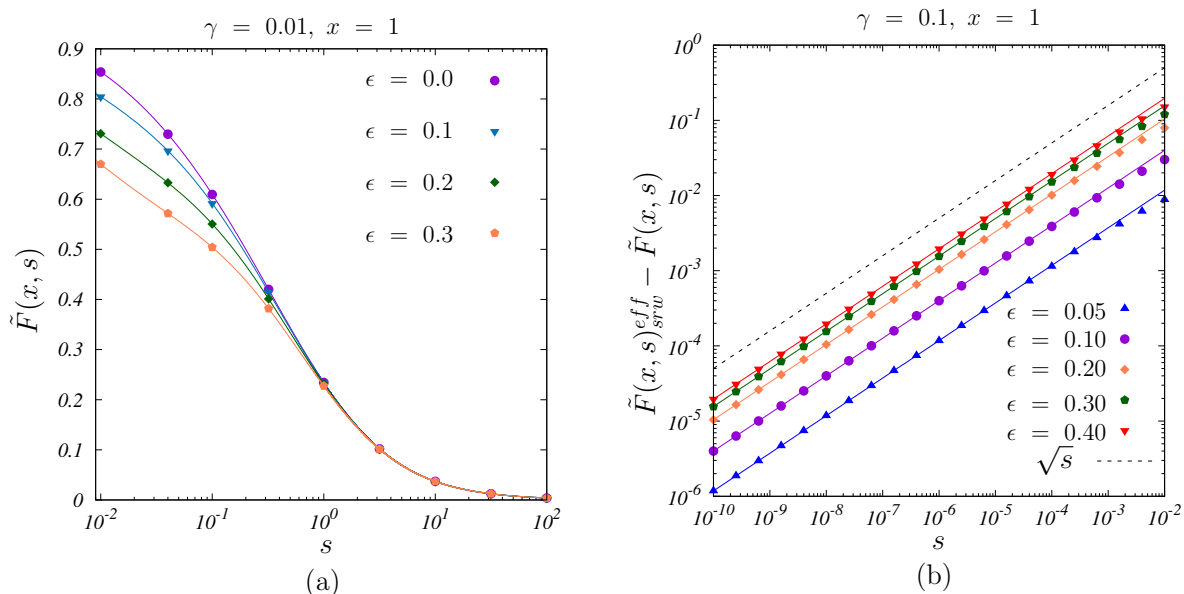 γ = 0.01, x = 1
F̃(x, s)
0.9
0.8
0.7
0.6
0.5
0.4
0.3
0.2
0.1
0
ϵ = 0.0
ϵ = 0.1
ϵ = 0.2
ϵ = 0.3
10^-2
10^-1
10^0
10^1
10^2
s
(a)
γ = 0.1, x = 1
F̃(x, s)^{eff}_{srw} − F̃(x, s)
10^0
10^-1
10^-2
10^-3
10^-4
10^-5
10^-6
ϵ = 0.05
ϵ = 0.10
ϵ = 0.20
ϵ = 0.30
ϵ = 0.40
√s
10^-10
10^-9
10^-8
10^-7
10^-6
10^-5
10^-4
10^-3
10^-2
s
(b)